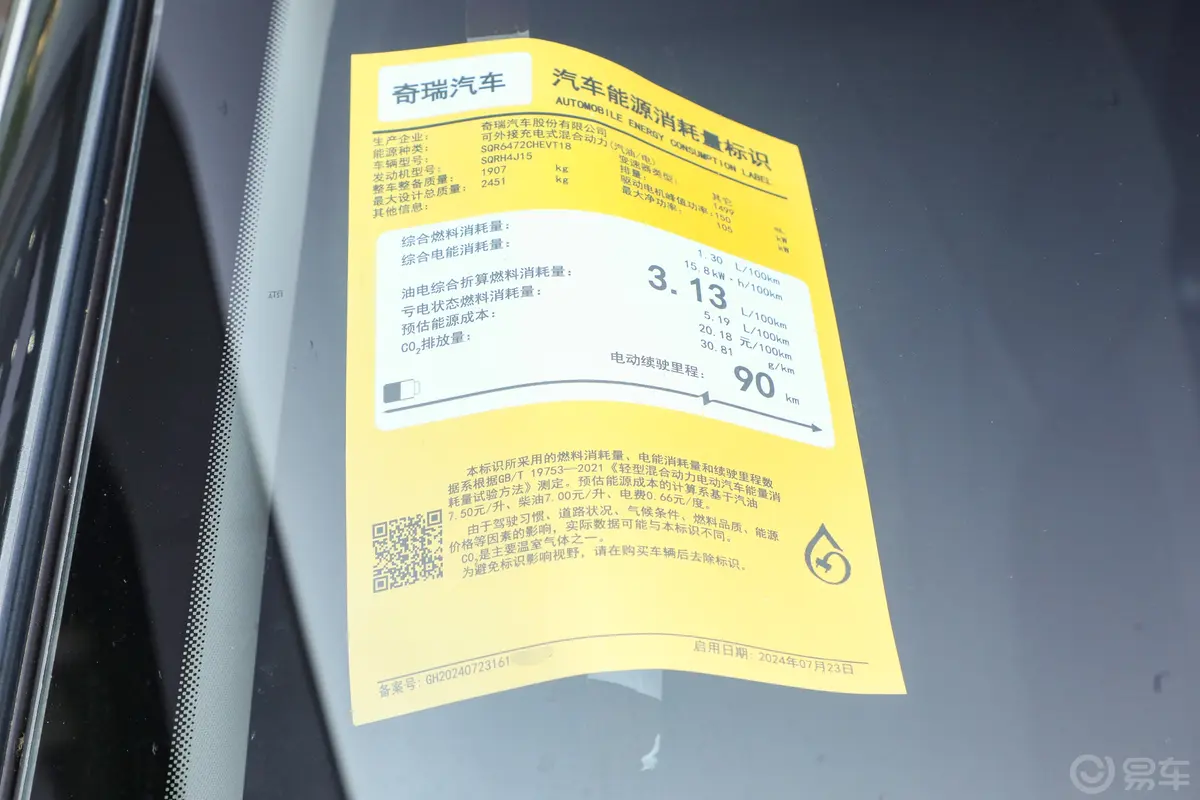 奇瑞汽车
汽车能源消耗量标识
AUTOMOBILE ENERGY CONSUMPTION LABEL
生产企业： 奇瑞汽车股份有限公司
能源种类： 可外接充电式混合动力(汽油/电)
车辆型号： SQR6472CHEVT18 变速器类型： 其它
发动机型号： SQRH4J15 排量： 1499 mL
整车整备质量： 1907 kg 驱动电机峰值功率：150 kW
最大设计总质量： 2451 kg 最大净功率： 105 kW
其他信息：
综合燃料消耗量： 1.30 L/100km
综合电能消耗量： 15.8kW·h/100km
油电综合折算燃料消耗量： 3.13 L/100km
亏电状态燃料消耗量： 5.19 L/100km
预估能源成本： 20.18 元/100km
CO₂排放量： 30.81 g/km
电动续驶里程： 90 km
本标识所采用的燃料消耗量、电能消耗量和续驶里程数
据系根据GB/T 19753—2021《轻型混合动力电动汽车能量消
耗量试验方法》测定。预估能源成本的计算系基于汽油
7.50元/升、柴油7.00元/升、电费0.66元/度。
由于驾驶习惯、道路状况、气候条件、燃料品质、能源
价格等因素的影响，实际数据可能与本标识不同。
CO₂是主要温室气体之一。
为避免标识影响视野，请在购买车辆后去除标识。
备案号：GH20240723161
启用日期：2024年07月23日
易车